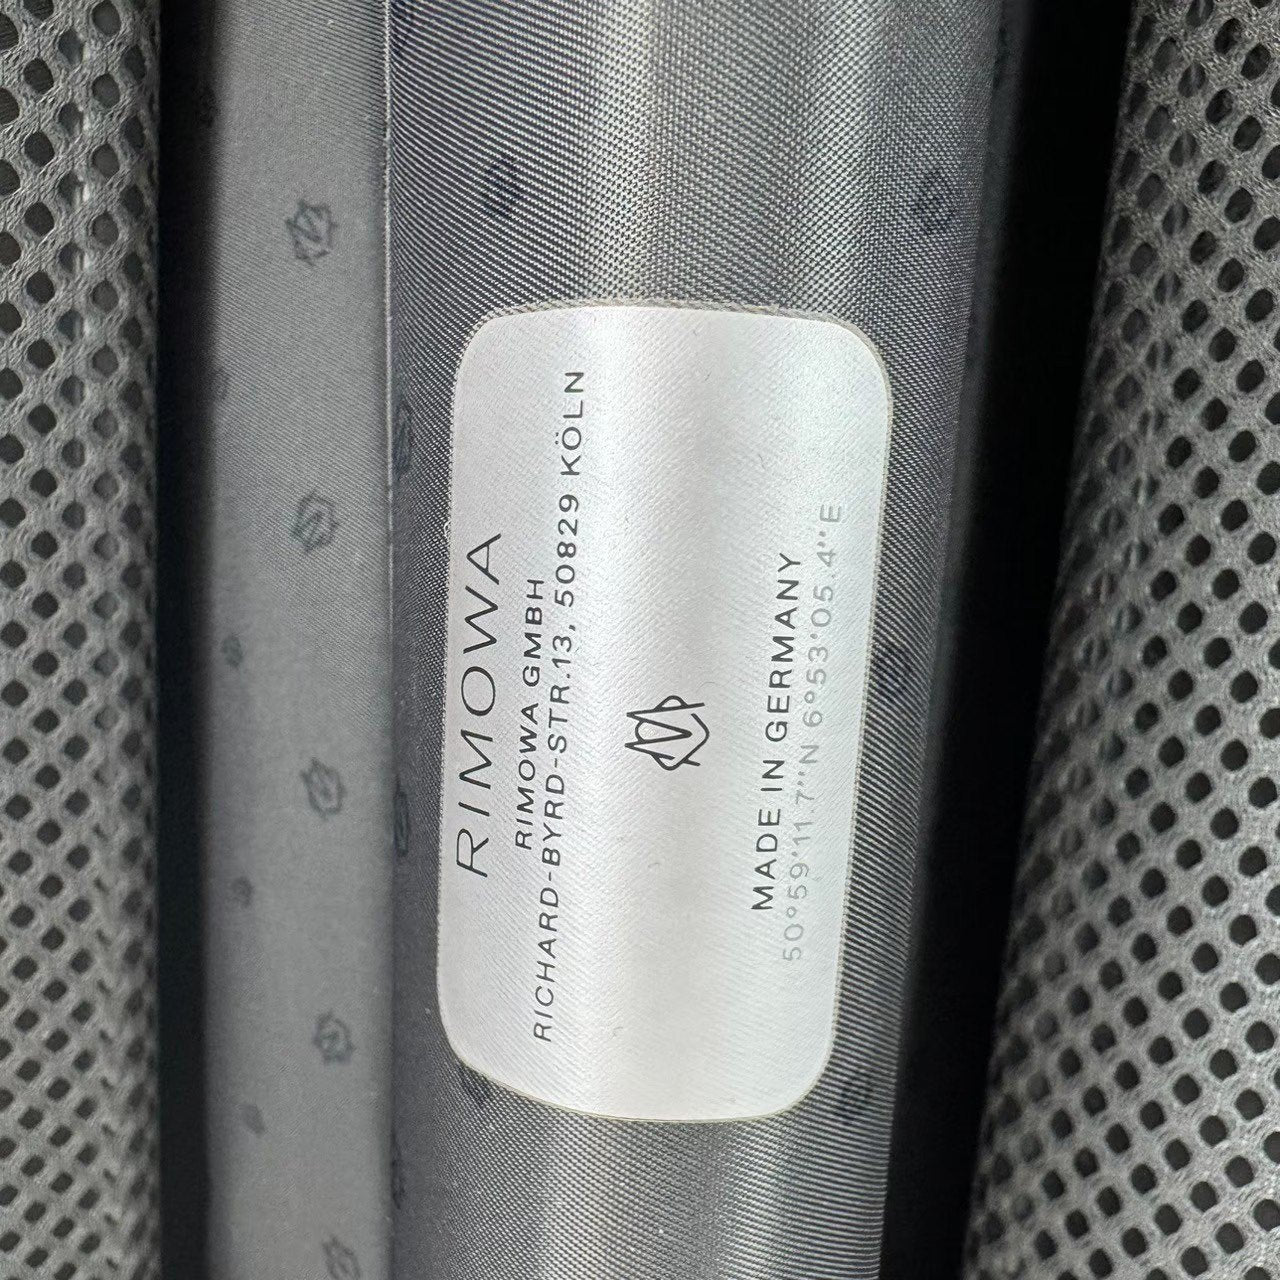 RIMOWA
RIMOWA GMBH
RICHARD-BYRD-STR.13, 50829 KÖLN
MADE IN GERMANY
50°59'11.7''N 6°53'05.4''E